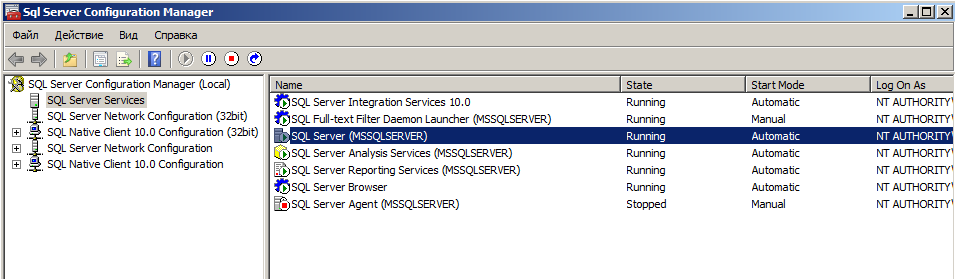 Sql Server Configuration Manager
Файл Действие Вид Справка
SQL Server Configuration Manager (Local)
SQL Server Services
SQL Server Network Configuration (32bit)
SQL Native Client 10.0 Configuration (32bit)
SQL Server Network Configuration
SQL Native Client 10.0 Configuration
Name State Start Mode Log On As
SQL Server Integration Services 10.0 Running Automatic NT AUTHORITY\
SQL Full-text Filter Daemon Launcher (MSSQLSERVER) Running Manual NT AUTHORITY\
SQL Server (MSSQLSERVER) Running Automatic NT AUTHORITY\
SQL Server Analysis Services (MSSQLSERVER) Running Automatic NT AUTHORITY\
SQL Server Reporting Services (MSSQLSERVER) Running Automatic NT AUTHORITY\
SQL Server Browser Running Automatic NT AUTHORITY\
SQL Server Agent (MSSQLSERVER) Stopped Manual NT AUTHORITY\